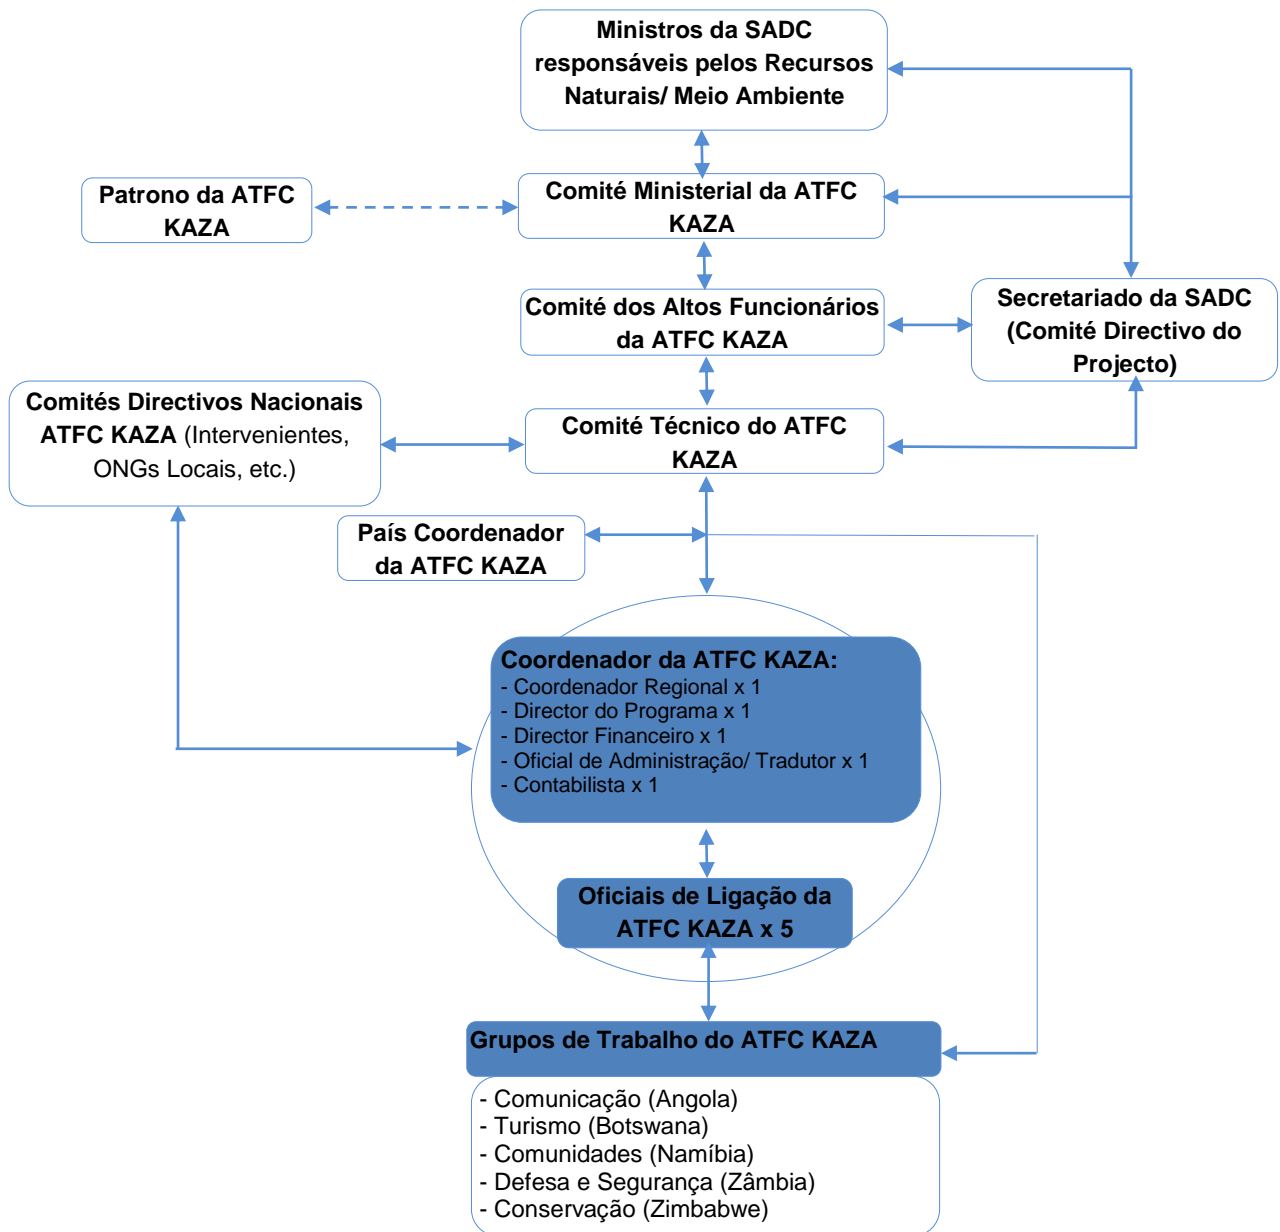 Ministros da SADC
responsáveis pelos Recursos
Naturais/ Meio Ambiente
Patrono da ATFC
KAZA
Comité Ministerial da ATFC
KAZA
Comité dos Altos Funcionários
da ATFC KAZA
Secretariado da SADC
(Comité Directivo do
Projecto)
Comités Directivos Nacionais
ATFC KAZA (Intervenientes,
ONGs Locais, etc.)
Comité Técnico do ATFC
KAZA
País Coordenador
da ATFC KAZA
Coordenador da ATFC KAZA:
- Coordenador Regional x 1
- Director do Programa x 1
- Director Financeiro x 1
- Oficial de Administração/ Tradutor x 1
- Contabilista x 1
Oficiais de Ligação da
ATFC KAZA x 5
Grupos de Trabalho do ATFC KAZA
- Comunicação (Angola)
- Turismo (Botswana)
- Comunidades (Namíbia)
- Defesa e Segurança (Zâmbia)
- Conservação (Zimbabwe)